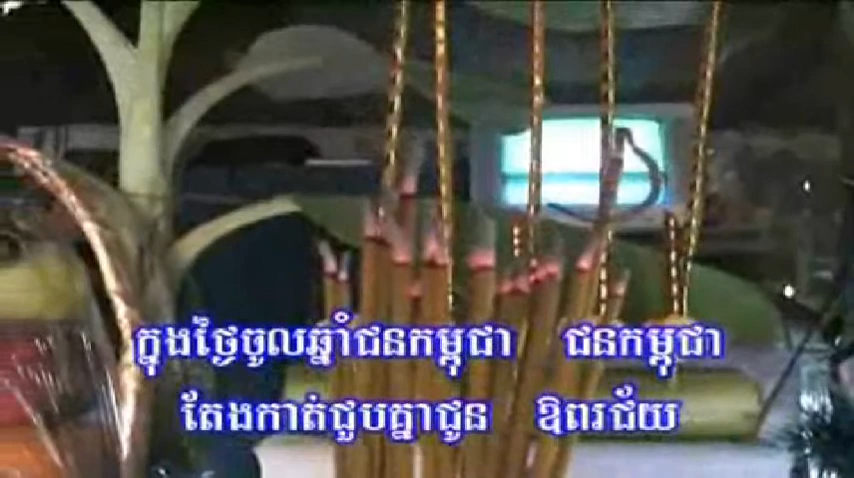 ក្នុងថ្ងៃចូលឆ្នាំជនកម្ពុជា ជនកម្ពុជា
តែងកាត់ជួបគ្នាជូន ឱពរជ័យ